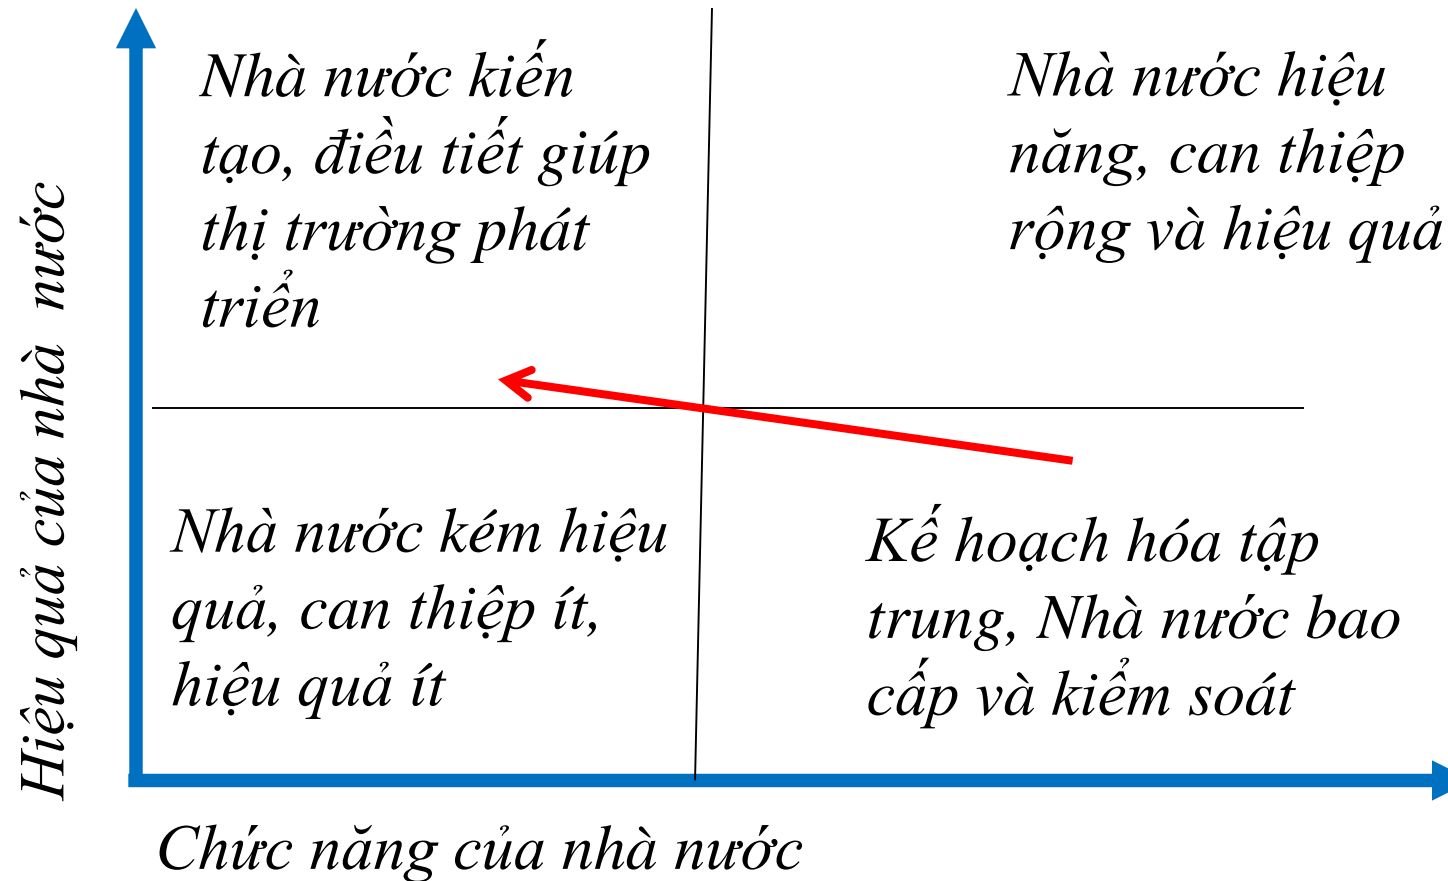 Nhà nước kiến
tạo, điều tiết giúp
thị trường phát
triển
Nhà nước hiệu
năng, can thiệp
rộng và hiệu quả
Hiệu quả của nhà nước
Nhà nước kém hiệu
quả, can thiệp ít,
hiệu quả ít
Kế hoạch hóa tập
trung, Nhà nước bao
cấp và kiểm soát
Chức năng của nhà nước